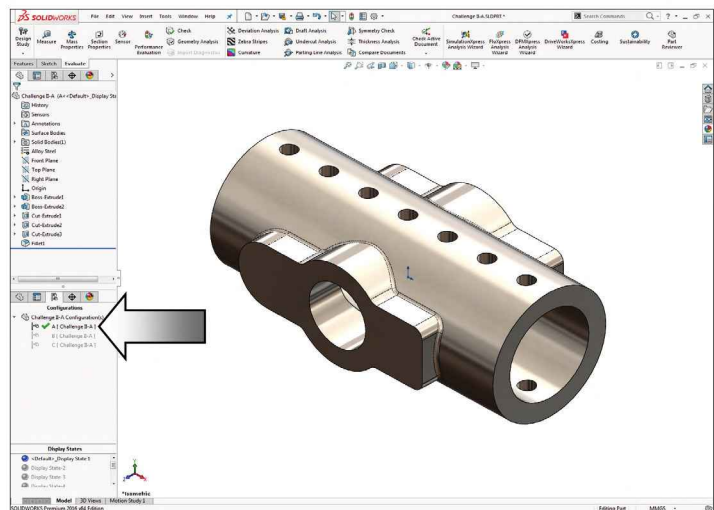 SOLIDWORKS File Edit View Insert Tools Window Help Challenge B-A.SLDPRT * Search Commands
Design Study Measure Mass Properties Section Properties Sensor Performance Evaluation
Check Deviation Analysis Draft Analysis Symmetry Check
Geometry Analysis Zebra Stripes Undercut Analysis Thickness Analysis
Import Diagnostics Curvature Parting Line Analysis Compare Documents
Check Active Document SimulationXpress Analysis Wizard FloXpress Analysis Wizard DFMXpress Analysis Wizard DriveWorksXpress Wizard Costing Sustainability Part Reviewer
Features Sketch Evaluate
Challenge B-A (A<<Default>_Display Sta
History
Sensors
Annotations
Surface Bodies
Solid Bodies(1)
Alloy Steel
Front Plane
Top Plane
Right Plane
Origin
Boss-Extrude1
Boss-Extrude2
Cut-Extrude1
Cut-Extrude2
Cut-Extrude3
Fillet1
Configurations
Challenge B-A Configuration(s)
A [ Challenge B-A ]
B [ Challenge B-A ]
C [ Challenge B-A ]
Display States
<Default>_Display State 1
Display State-2
Display State 3
Display State4
*Isometric
Model 3D Views Motion Study 1
SOLIDWORKS Premium 2016 x64 Edition Editing Part MMGS